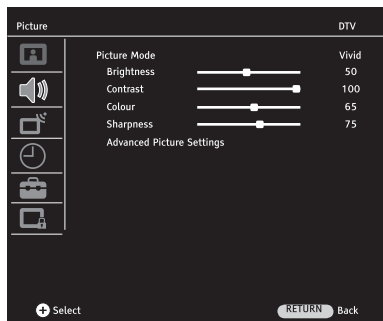 Picture DTV
Picture Mode Vivid
Brightness 50
Contrast 100
Colour 65
Sharpness 75
Advanced Picture Settings
Select RETURN Back